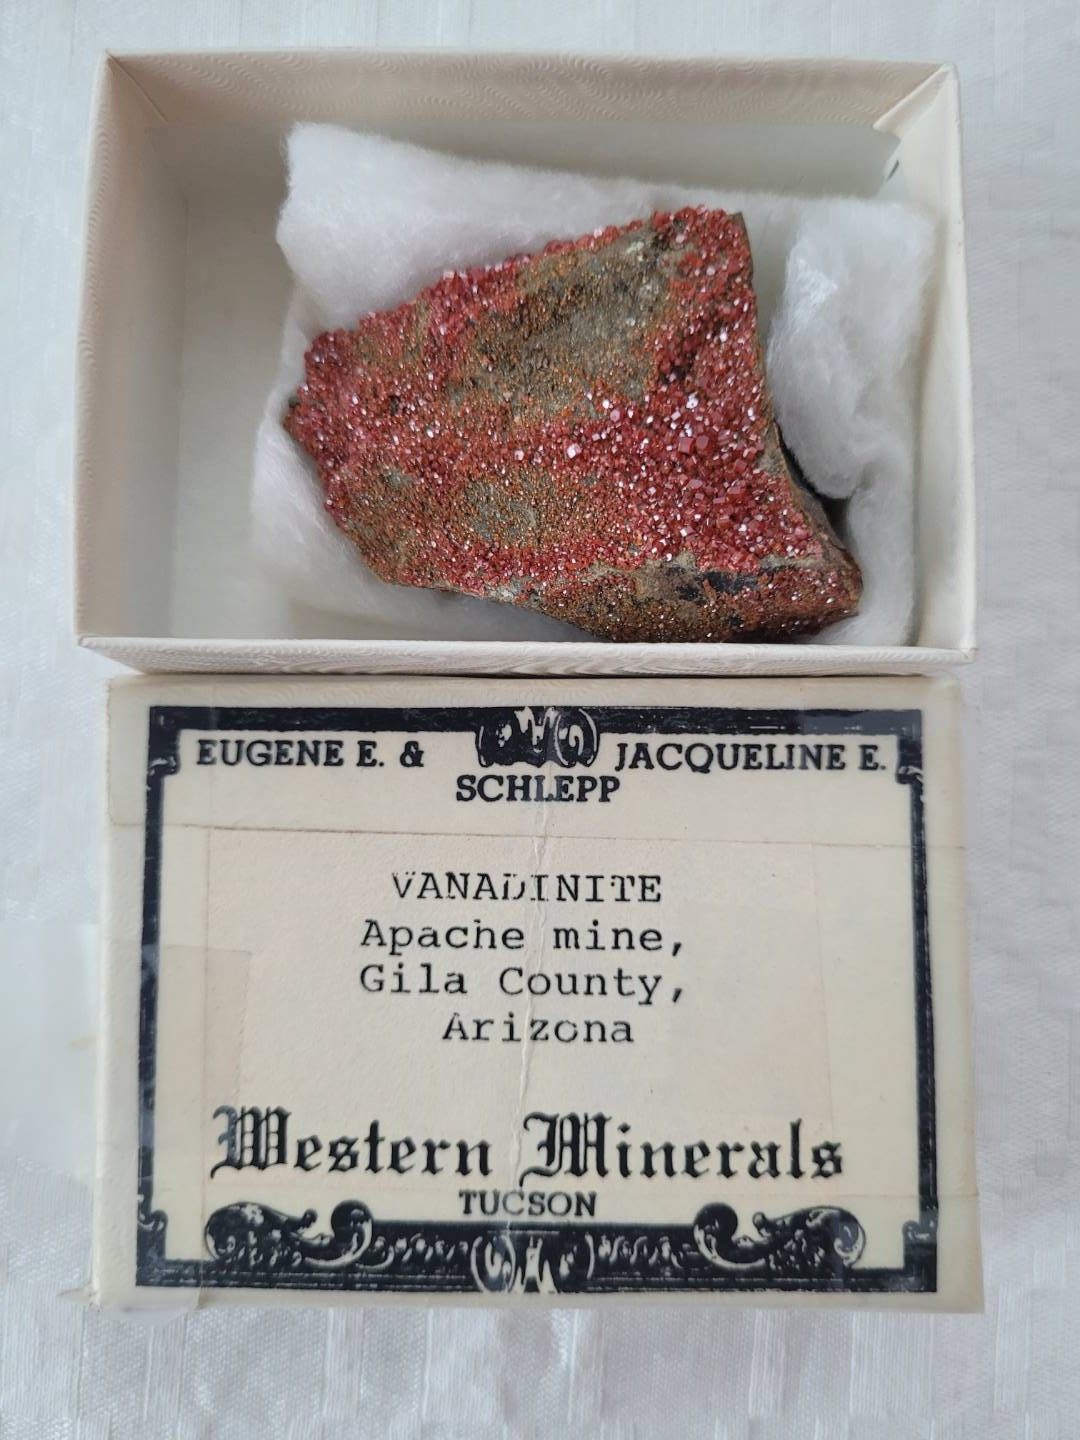 EUGENE E. & JACQUELINE E.
SCHLEPP
VANADINITE
Apache mine,
Gila County,
Arizona
Western Minerals
TUCSON